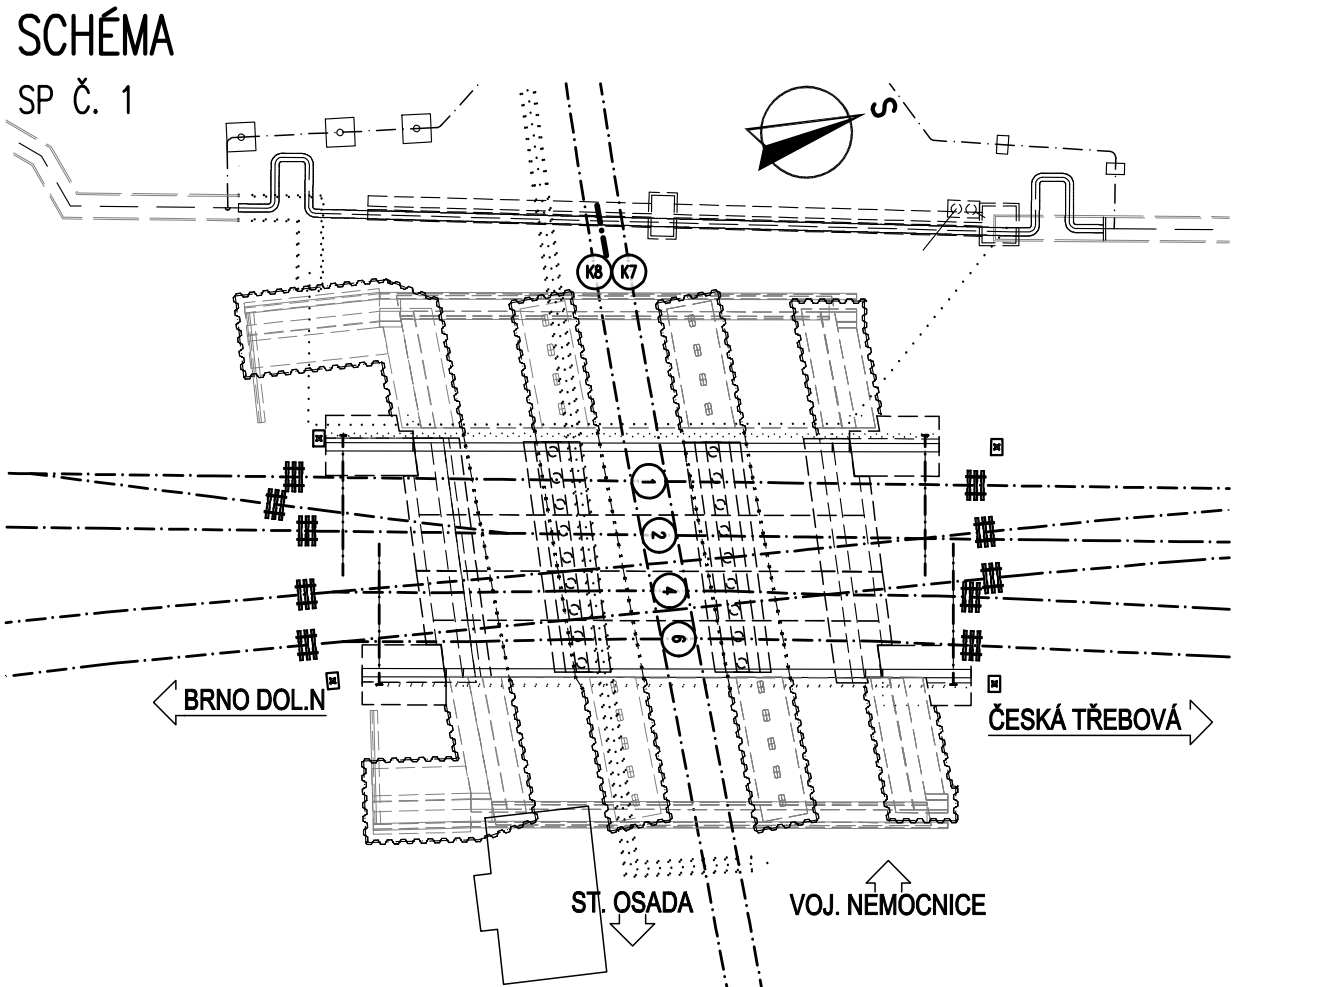 SCHÉMA
SP Č. 1
S
K8 K7
1
2
4
6
BRNO DOL.N
ČESKÁ TŘEBOVÁ
ST. OSADA
VOJ. NEMOCNICE